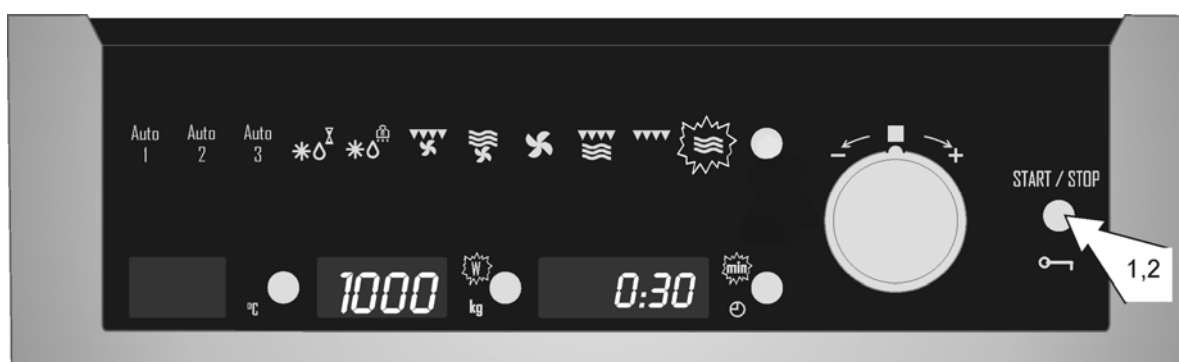 Auto 1
Auto 2
Auto 3
- +
START / STOP
°C
1000
W
kg
0:30
min
1,2